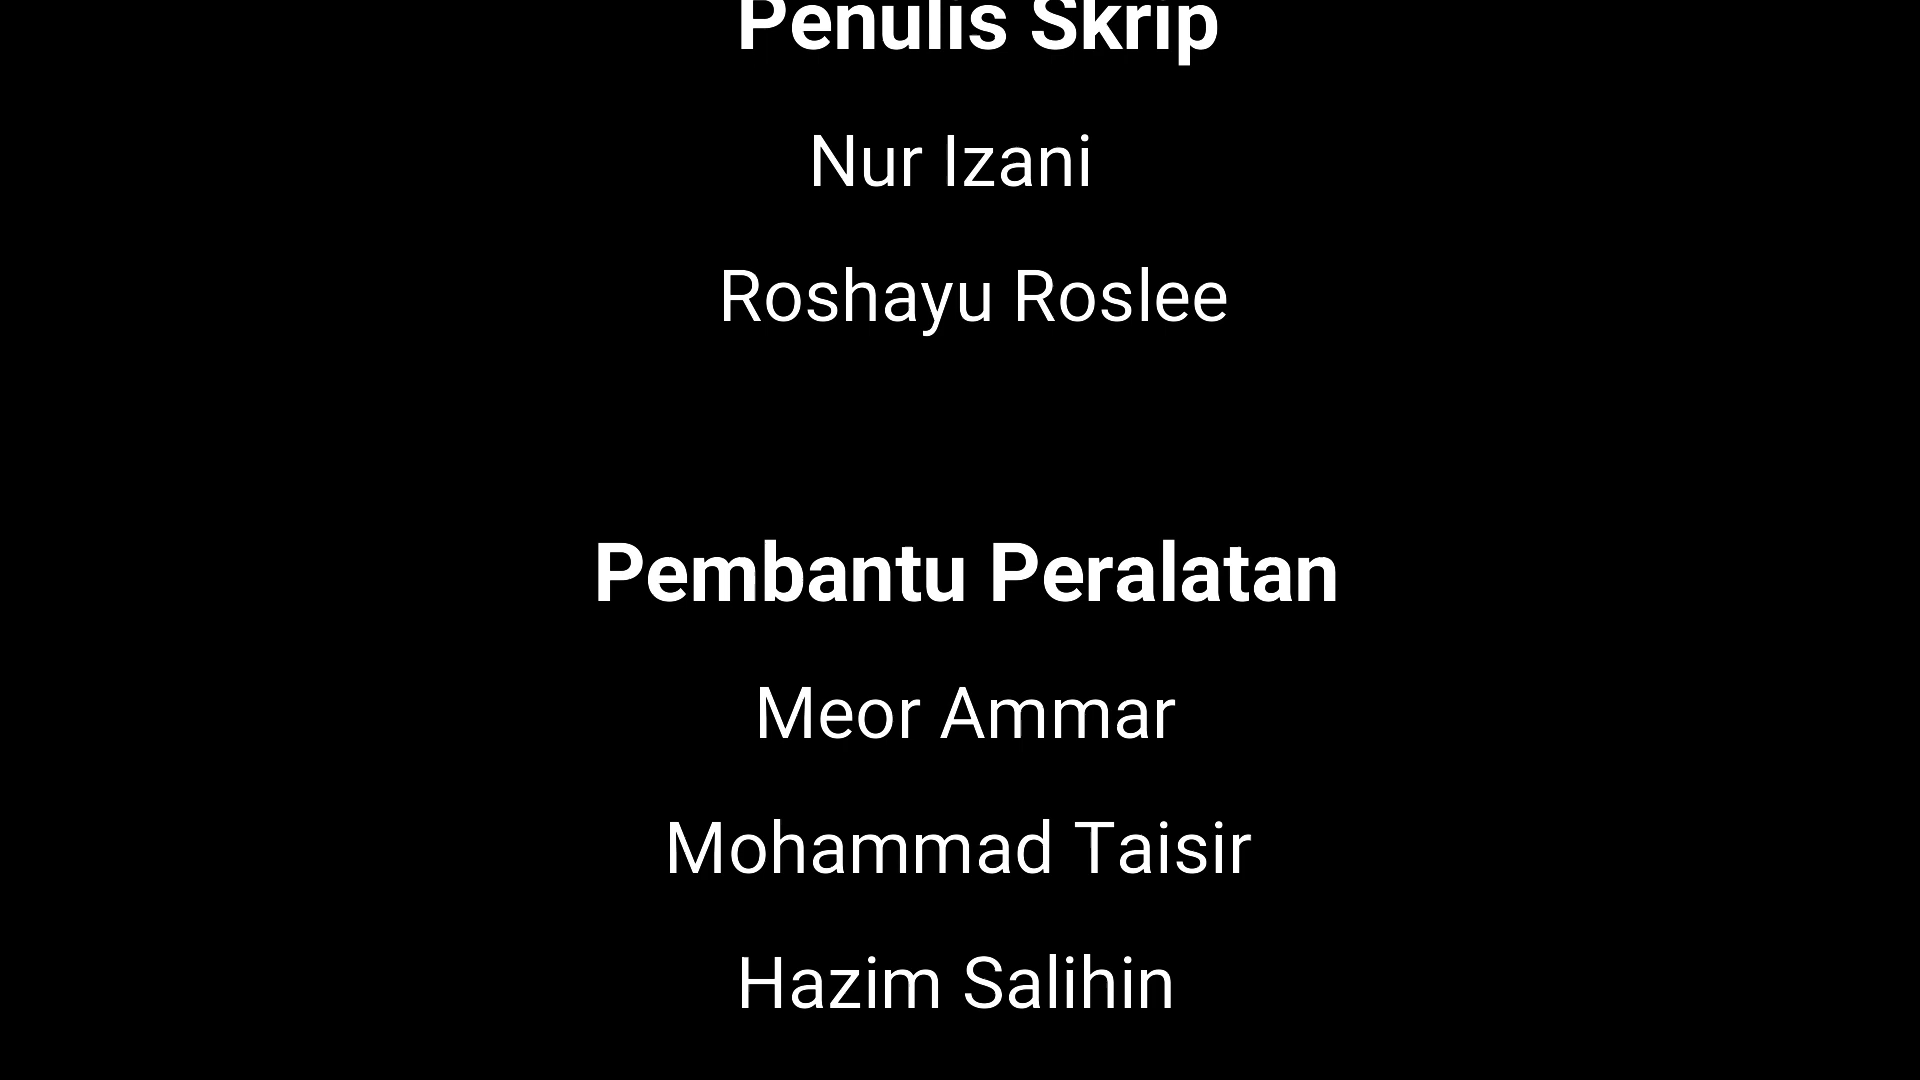 Penulis Skrip
Nur Izani
Roshayu Roslee
Pembantu Peralatan
Meor Ammar
Mohammad Taisir
Hazim Salihin